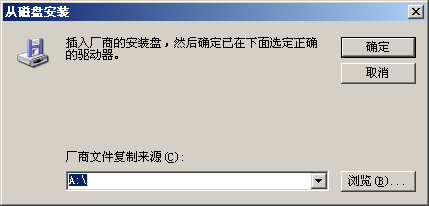 从磁盘安装
插入厂商的安装盘，然后确定已在下面选定正确
的驱动器。
确定
取消
厂商文件复制来源(C):
A:\
浏览(B)...